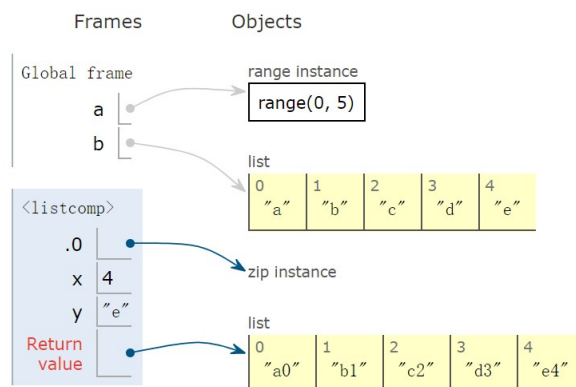 Frames Objects
Global frame
a
b
range instance
range(0, 5)
list
0 1 2 3 4
"a" "b" "c" "d" "e"
<listcomp>
.0
x 4
y "e"
Return
value
zip instance
list
0 1 2 3 4
"a0" "b1" "c2" "d3" "e4"